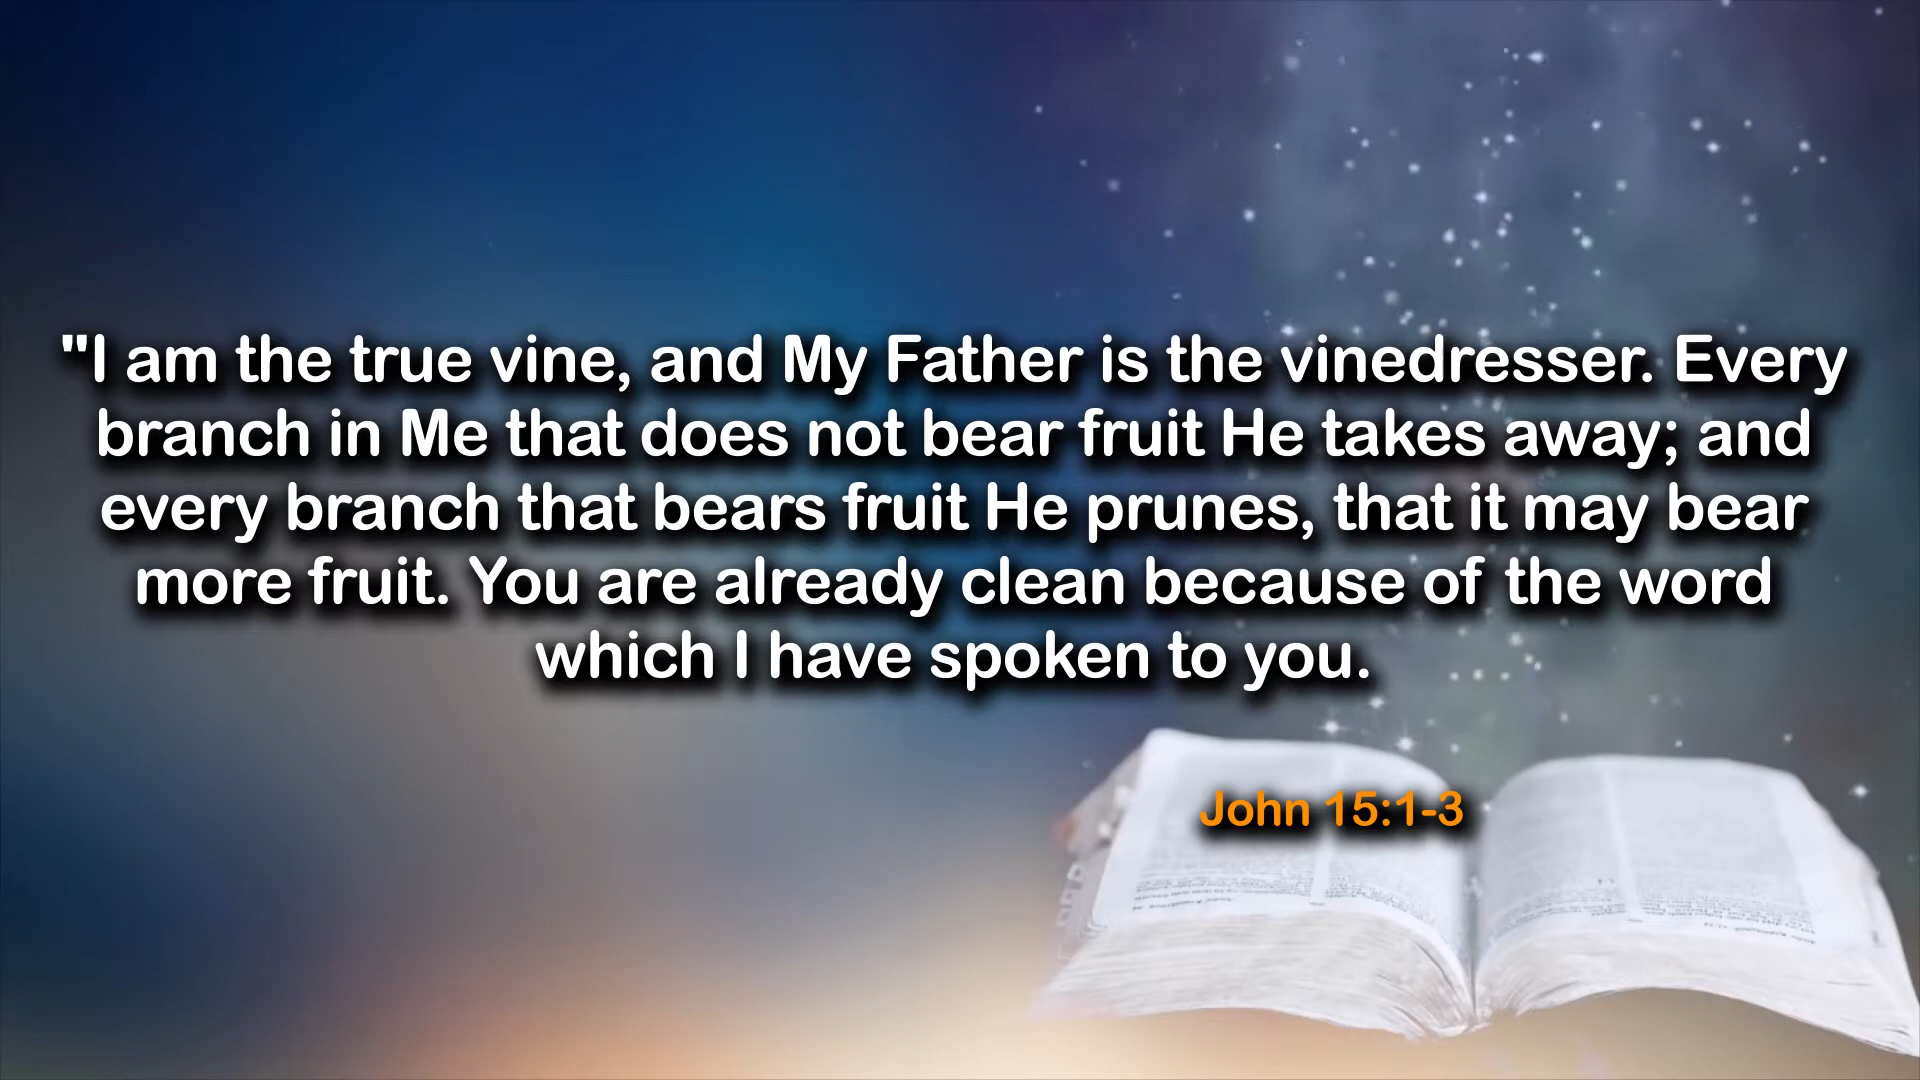 "I am the true vine, and My Father is the vinedresser. Every
branch in Me that does not bear fruit He takes away; and
every branch that bears fruit He prunes, that it may bear
more fruit. You are already clean because of the word
which I have spoken to you.
John 15:1-3